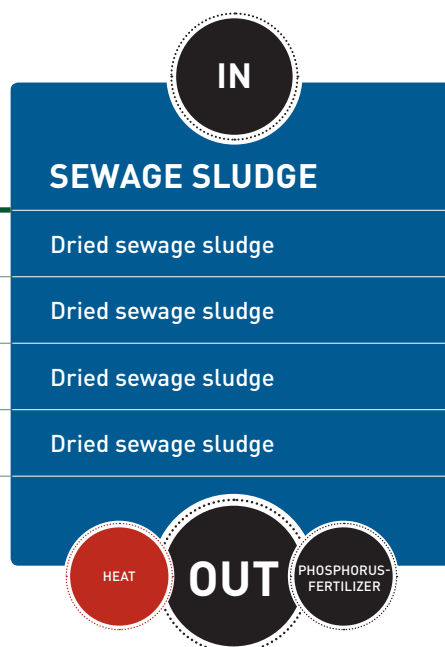 IN
SEWAGE SLUDGE
Dried sewage sludge
Dried sewage sludge
Dried sewage sludge
Dried sewage sludge
HEAT
OUT
PHOSPHORUS-
FERTILIZER